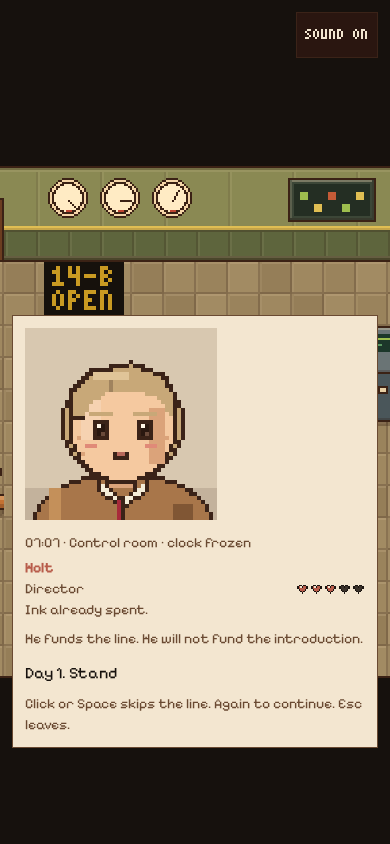 SOUND ON
14-B
OPEN
07:07 · Control room · clock frozen
Holt
Director
Ink already spent.
He funds the line. He will not fund the introduction.
Day 1. Stand
Click or Space skips the line. Again to continue. Esc
leaves.